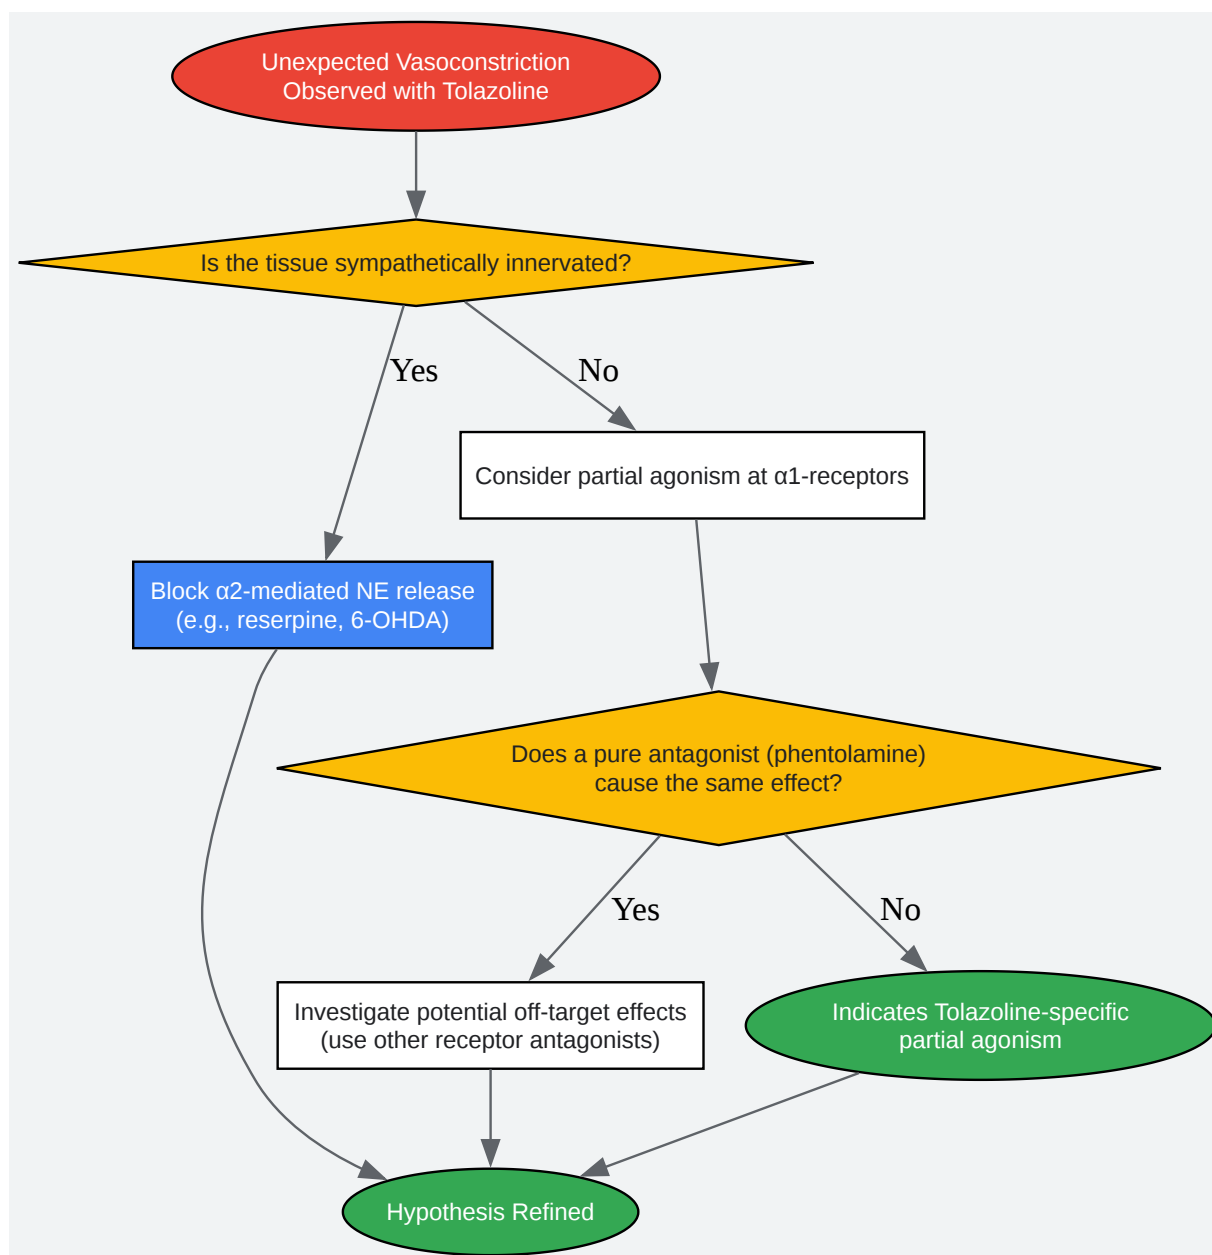 Unexpected Vasoconstriction
Observed with Tolazoline
Is the tissue sympathetically innervated?
Yes
No
Consider partial agonism at α1-receptors
Block α2-mediated NE release
(e.g., reserpine, 6-OHDA)
Does a pure antagonist (phentolamine)
cause the same effect?
Yes
No
Investigate potential off-target effects
(use other receptor antagonists)
Indicates Tolazoline-specific
partial agonism
Hypothesis Refined